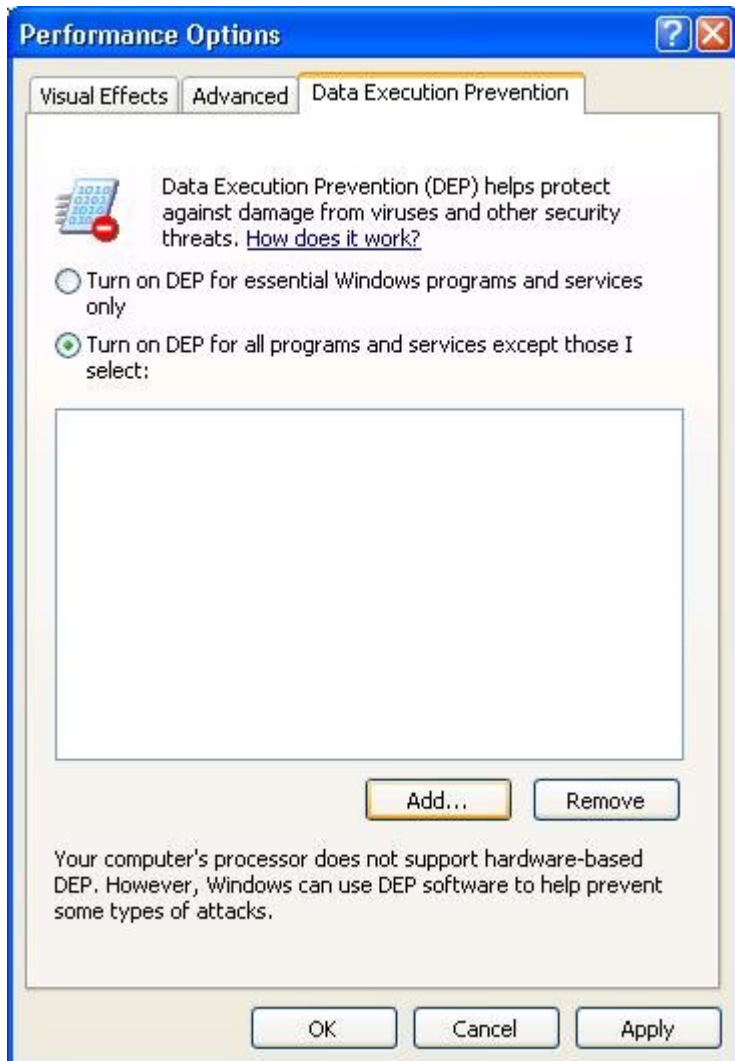 Performance Options
Visual Effects
Advanced
Data Execution Prevention
Data Execution Prevention (DEP) helps protect
against damage from viruses and other security
threats. How does it work?
Turn on DEP for essential Windows programs and services
only
Turn on DEP for all programs and services except those I
select:
Add...
Remove
Your computer's processor does not support hardware-based
DEP. However, Windows can use DEP software to help prevent
some types of attacks.
OK
Cancel
Apply